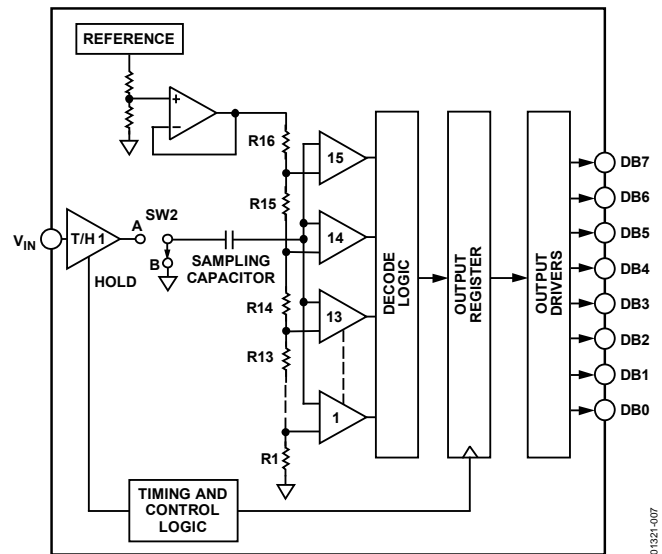 REFERENCE
+
−
R16
15
R15
DB7
DB6
DB5
DB4
DB3
DB2
DB1
DB0
VIN
T/H 1
A
SW2
B
HOLD
SAMPLING
CAPACITOR
14
R14
13
R13
1
R1
DECODE
LOGIC
OUTPUT
REGISTER
OUTPUT
DRIVERS
TIMING AND
CONTROL
LOGIC
01321-007